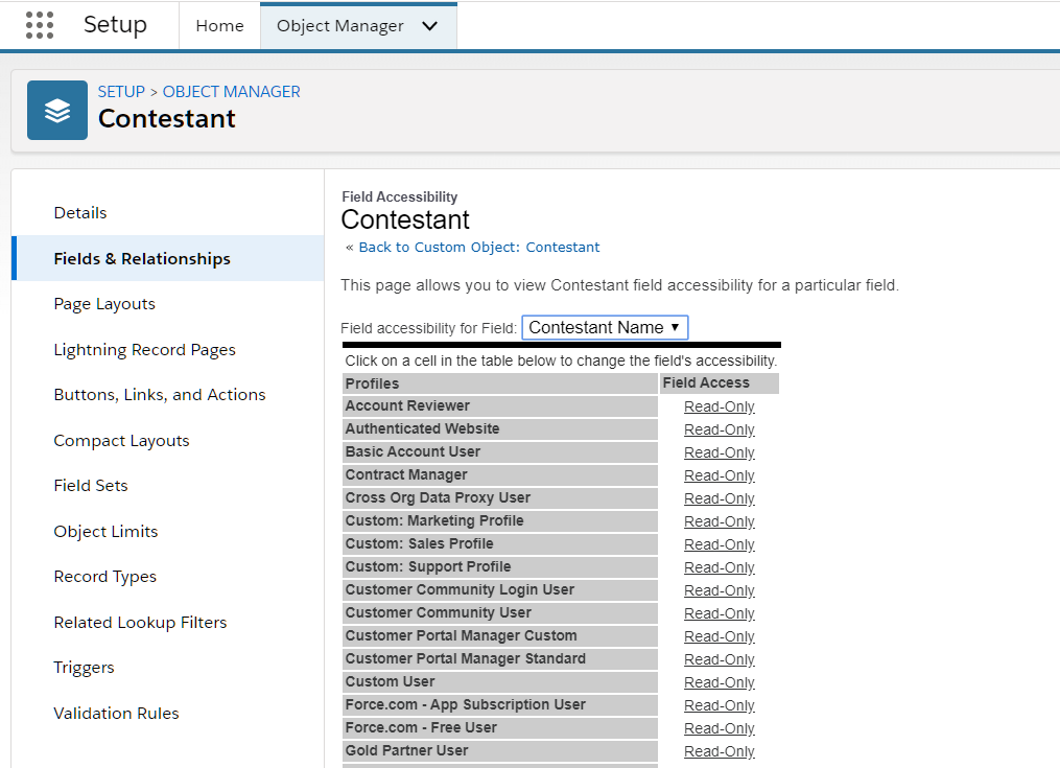 Setup
Home
Object Manager
SETUP > OBJECT MANAGER
Contestant
Details
Fields & Relationships
Page Layouts
Lightning Record Pages
Buttons, Links, and Actions
Compact Layouts
Field Sets
Object Limits
Record Types
Related Lookup Filters
Triggers
Validation Rules
Field Accessibility
Contestant
« Back to Custom Object: Contestant
This page allows you to view Contestant field accessibility for a particular field.
Field accessibility for Field: Contestant Name
Click on a cell in the table below to change the field's accessibility.
Profiles Field Access
Account Reviewer Read-Only
Authenticated Website Read-Only
Basic Account User Read-Only
Contract Manager Read-Only
Cross Org Data Proxy User Read-Only
Custom: Marketing Profile Read-Only
Custom: Sales Profile Read-Only
Custom: Support Profile Read-Only
Customer Community Login User Read-Only
Customer Community User Read-Only
Customer Portal Manager Custom Read-Only
Customer Portal Manager Standard Read-Only
Custom User Read-Only
Force.com - App Subscription User Read-Only
Force.com - Free User Read-Only
Gold Partner User Read-Only